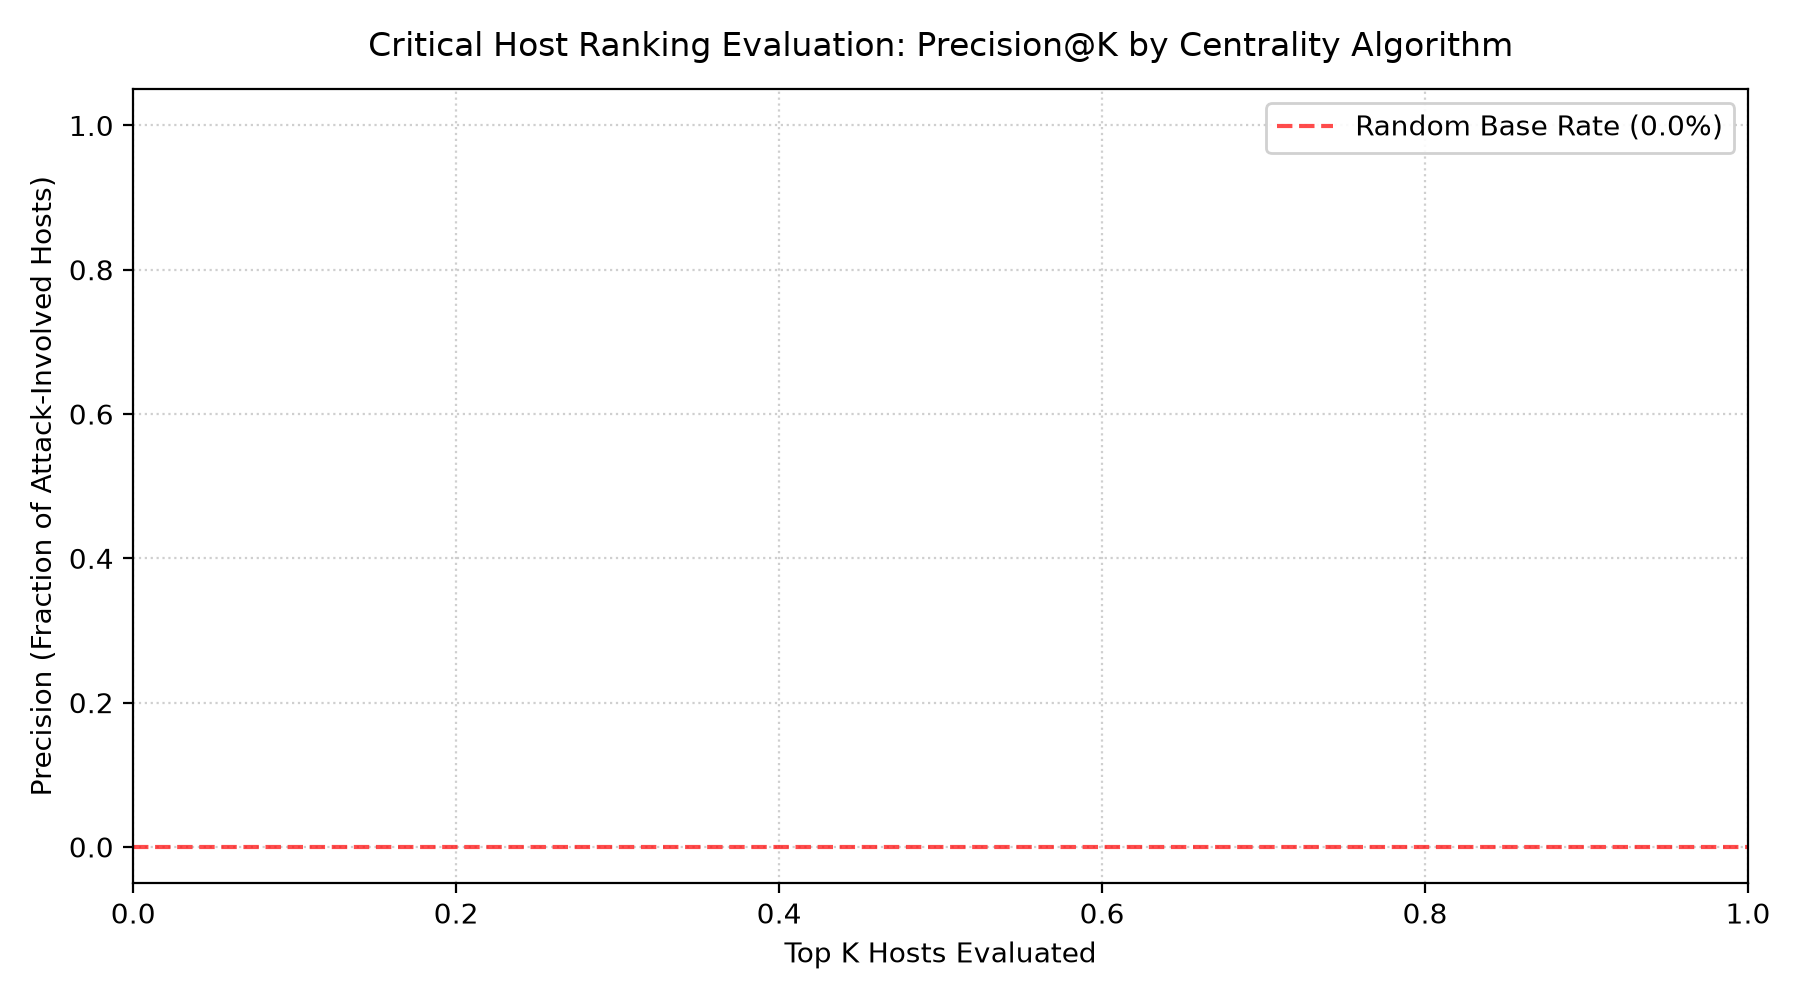 Critical Host Ranking Evaluation: Precision@K by Centrality Algorithm
Random Base Rate (0.0%)
Precision (Fraction of Attack-Involved Hosts)
1.0
0.8
0.6
0.4
0.2
0.0
0.0 0.2 0.4 0.6 0.8 1.0
Top K Hosts Evaluated